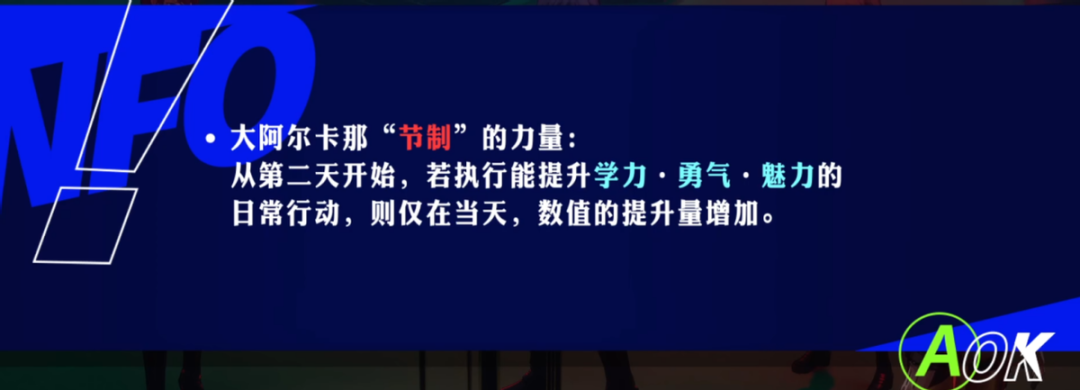 INFO
• 大阿尔卡那“节制”的力量：
从第二天开始，若执行能提升学力·勇气·魅力的
日常行动，则仅在当天，数值的提升量增加。
A OK